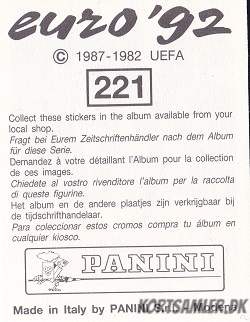 euro'92
© 1987-1982 UEFA
221
Collect these stickers in the album available from your
local shop.
Fragt bei Eurem Zeitschriftenhändler nach dem Album
für diese Serie.
Demandez à votre détaillant l'Album pour la collection
de ces images.
Chiedete al vostro rivenditore l'album per la raccolta
di queste figurine.
Het album en de andere plaatjes zijn verkrijgbaar bij
de tijdschrifthandelaar.
Para coleccionar estos cromos compra tu álbum en
cualquier kiosco.
PANINI
Made in Italy by PANINI S.r.l. - Modena
KORTSAMLER.DK